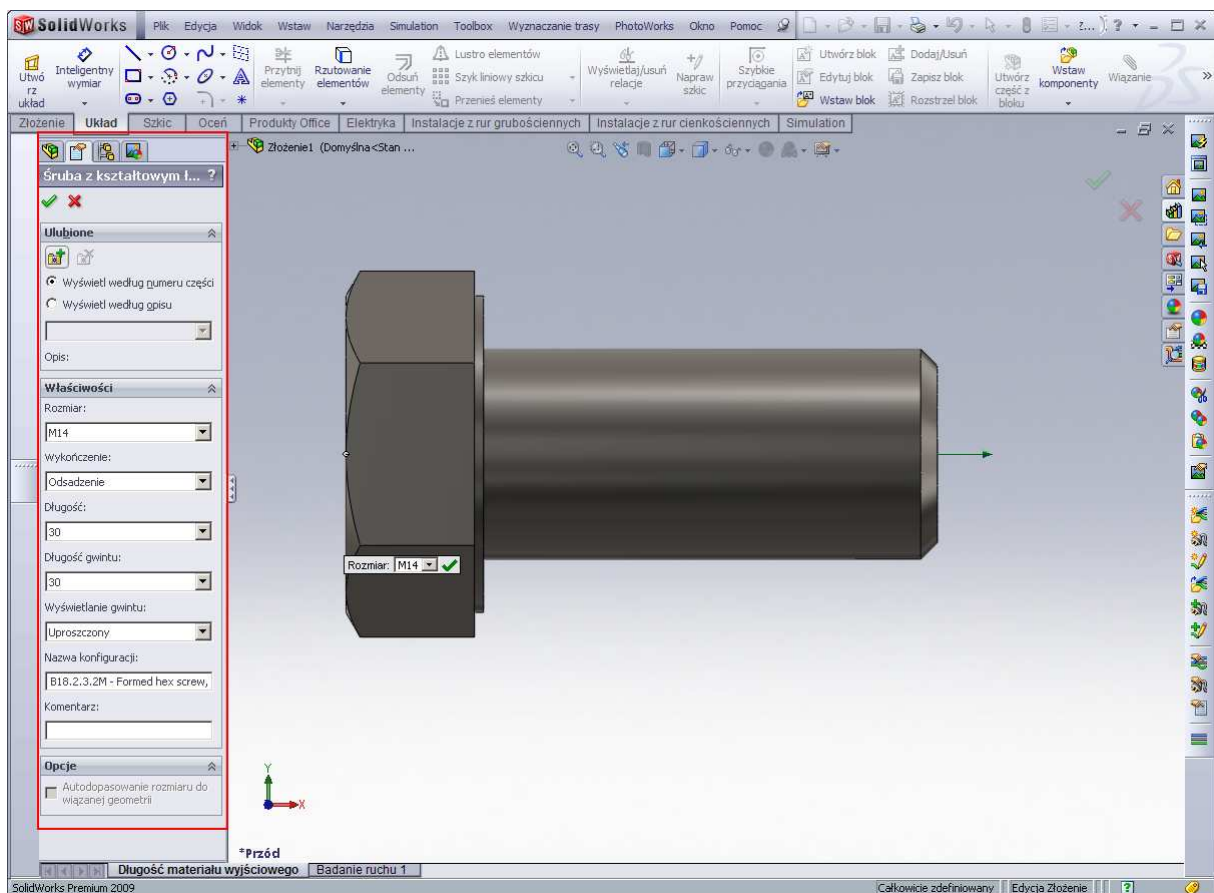 SolidWorks Plik Edycja Widok Wstaw Narzędzia Simulation Toolbox Wyznaczanie trasy PhotoWorks Okno Pomoc
Utwó
rz
układ
Inteligentny
wymiar
Przytnij
elementy
Rzutowanie
elementów
Odsuń
elementy
Lustro elementów
Szyk liniowy szkicu
Przenieś elementy
Wyświetlaj/usuń
relacje
Napraw
szkic
Szybkie
przyciągania
Utwórz blok
Edytuj blok
Wstaw blok
Dodaj/Usuń
Zapisz blok
Rozstrzel blok
Utwórz
część z
bloku
Wstaw
komponenty
Wiązanie
Złożenie Układ Szkic Oceń Produkty Office Elektryka Instalacje z rur grubościennych Instalacje z rur cienkościennych Simulation
Złożenie1 (Domyślna<Stan ...
Śruba z kształtowym ł... ?
Ulubione
Wyświetl według numeru części
Wyświetl według opisu
Opis:
Właściwości
Rozmiar:
M14
Wykończenie:
Odsadzenie
Długość:
30
Długość gwintu:
30
Wyświetlanie gwintu:
Uproszczony
Nazwa konfiguracji:
B18.2.3.2M - Formed hex screw,
Komentarz:
Opcje
Autodopasowanie rozmiaru do
wiązanej geometrii
Rozmiar: M14
Y
X
*Przód
Długość materiału wyjściowego Badanie ruchu 1
SolidWorks Premium 2009 Całkowicie zdefiniowany Edycja Złożenie